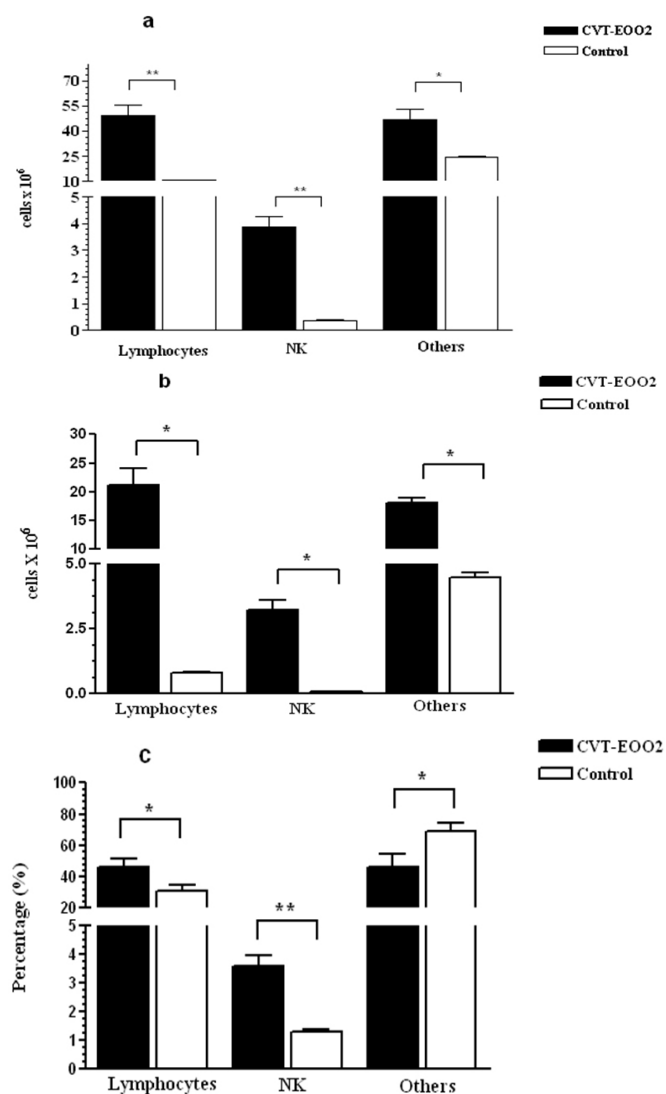 a
CVT-EOO2
Control
**
**
*
70
55
40
25
10
5
4
3
2
1
0
cells x 10⁶
Lymphocytes NK Others
b
CVT-EOO2
Control
*
*
*
30
25
20
15
10
5.0
2.5
0.0
cells X 10⁶
Lymphocytes NK Others
c
CVT-EOO2
Control
*
**
*
100
80
60
40
20
5
4
3
2
1
0
Percentage (%)
Lymphocytes NK Others